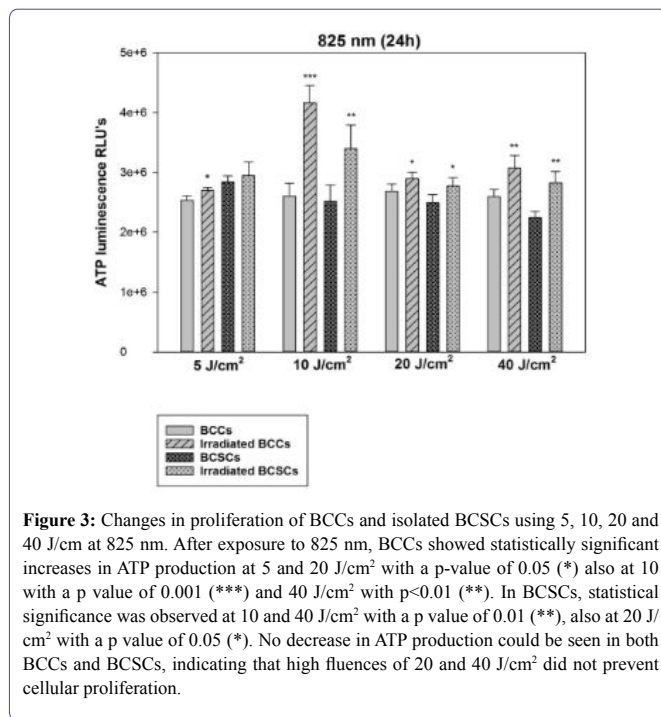 825 nm (24h)
5e+6
4e+6
3e+6
2e+6
1e+6
0
ATP luminescence RLU's
*
***
**
*
*
**
**
5 J/cm²
10 J/cm²
20 J/cm²
40 J/cm²
BCCs
Irradiated BCCs
BCSCs
Irradiated BCSCs
Figure 3: Changes in proliferation of BCCs and isolated BCSCs using 5, 10, 20 and
40 J/cm at 825 nm. After exposure to 825 nm, BCCs showed statistically significant
increases in ATP production at 5 and 20 J/cm² with a p-value of 0.05 (*) also at 10
with a p value of 0.001 (***) and 40 J/cm² with p<0.01 (**). In BCSCs, statistical
significance was observed at 10 and 40 J/cm² with a p value of 0.01 (**), also at 20 J/
cm² with a p value of 0.05 (*). No decrease in ATP production could be seen in both
BCCs and BCSCs, indicating that high fluences of 20 and 40 J/cm² did not prevent
cellular proliferation.